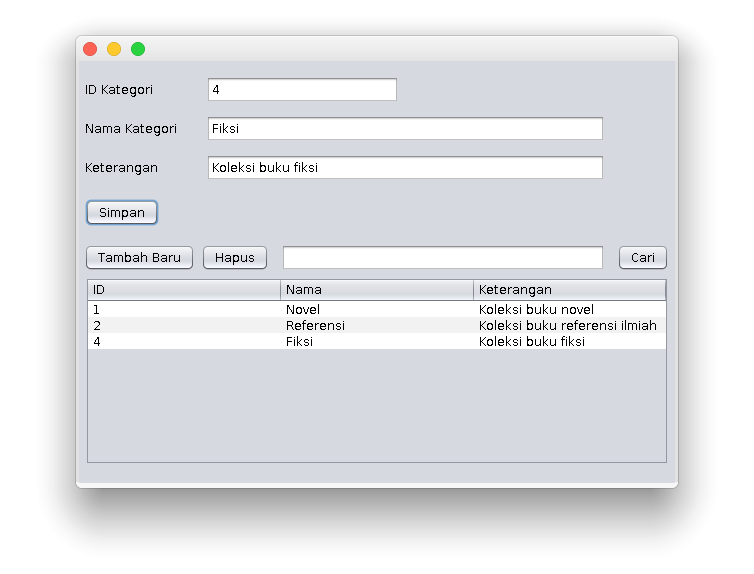 ID Kategori 4
Nama Kategori Fiksi
Keterangan Koleksi buku fiksi
Simpan
Tambah Baru Hapus Cari
ID Nama Keterangan
1 Novel Koleksi buku novel
2 Referensi Koleksi buku referensi ilmiah
4 Fiksi Koleksi buku fiksi